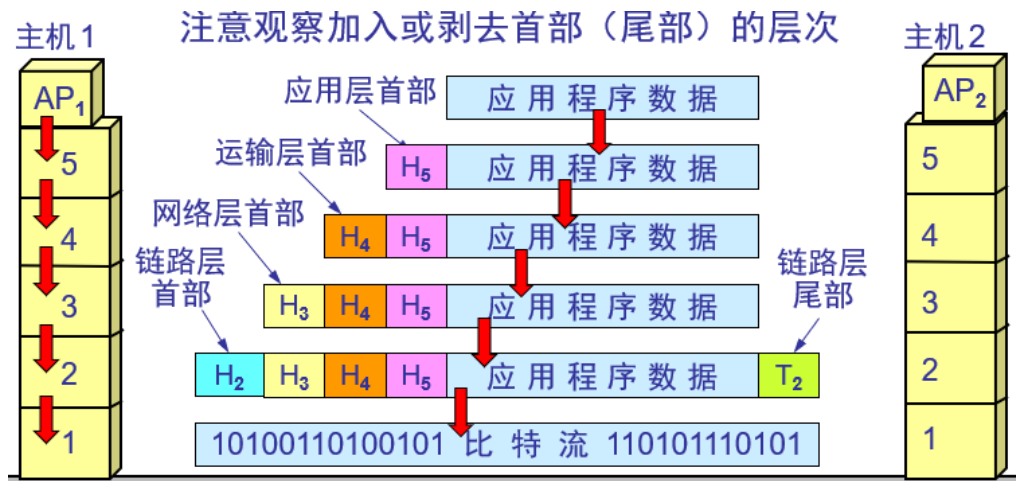 注意观察加入或剥去首部（尾部）的层次
主机1
主机2
AP₁
5
4
3
2
1
应用层首部
应用程序数据
运输层首部
H₅ 应用程序数据
网络层首部
H₄ H₅ 应用程序数据
链路层
首部
H₃ H₄ H₅ 应用程序数据
链路层
尾部
H₂ H₃ H₄ H₅ 应用程序数据 T₂
10100110100101 比特流 110101110101
AP₂
5
4
3
2
1